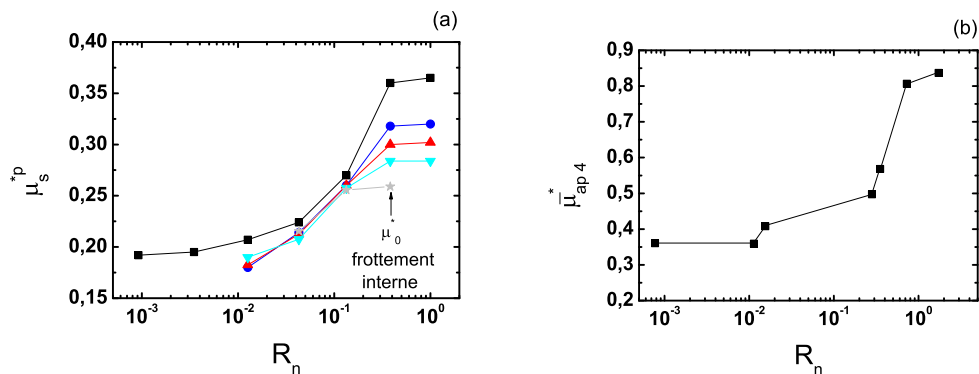 (a)
0,40
0,35
0,30
0,25
0,20
0,15
μ*p s
μ*0
frottement
interne
10-3
10-2
10-1
100
Rn
(b)
0,9
0,8
0,7
0,6
0,5
0,4
0,3
0,2
μ̄*ap 4
10-3
10-2
10-1
100
Rn